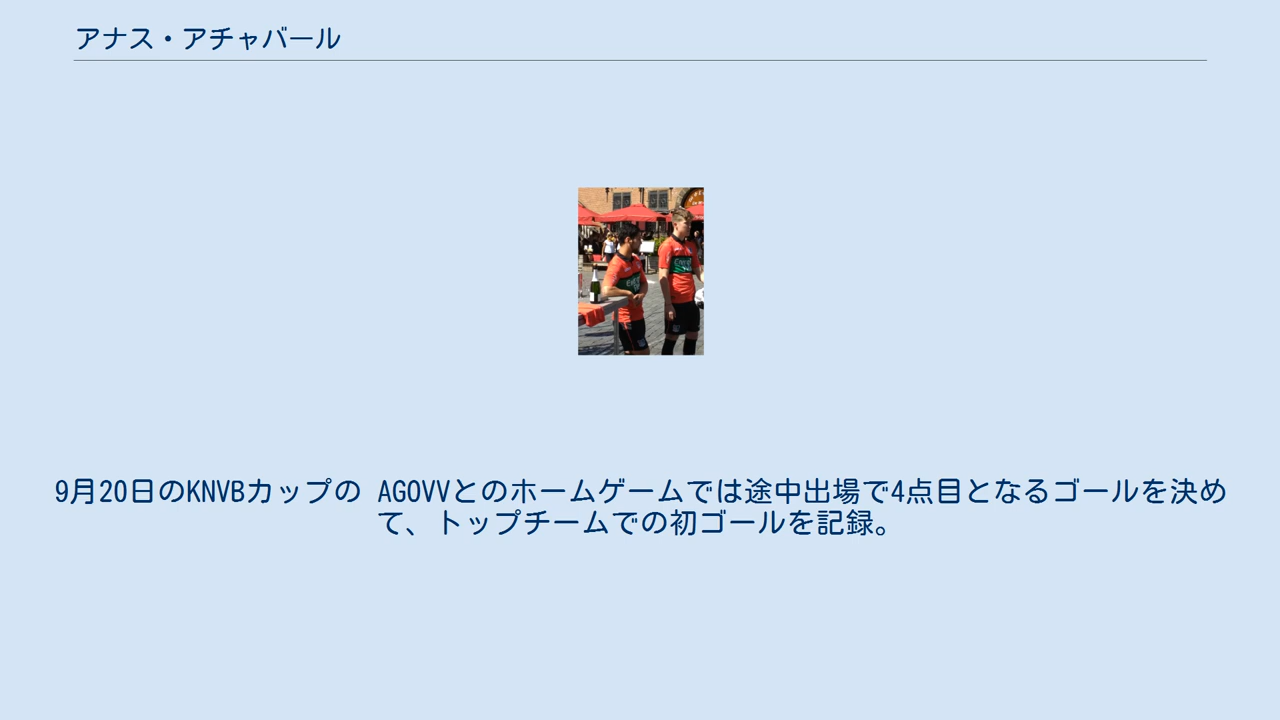 アナス・アチャバール
9月20日のKNVBカップの AGOVVとのホームゲームでは途中出場で4点目となるゴールを決め
て、トップチームでの初ゴールを記録。